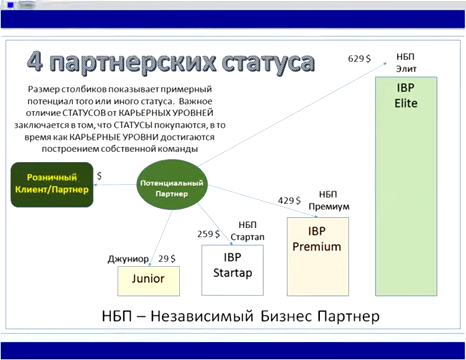 4 партнерских статуса
Размер столбиков показывает примерный
потенциал того или иного статуса. Важное
отличие СТАТУСОВ от КАРЬЕРНЫХ УРОВНЕЙ
заключается в том, что СТАТУСЫ покупаются, в то
время как КАРЬЕРНЫЕ УРОВНИ достигаются
построением собственной команды
629 $
НБП
Элит
IBP
Elite
Розничный
Клиент/Партнер
$
Потенциальный
Партнер
429 $
НБП
Премиум
IBP
Premium
259 $
НБП
Стартап
IBP
Startap
Джуниор 29 $
Junior
НБП – Независимый Бизнес Партнер